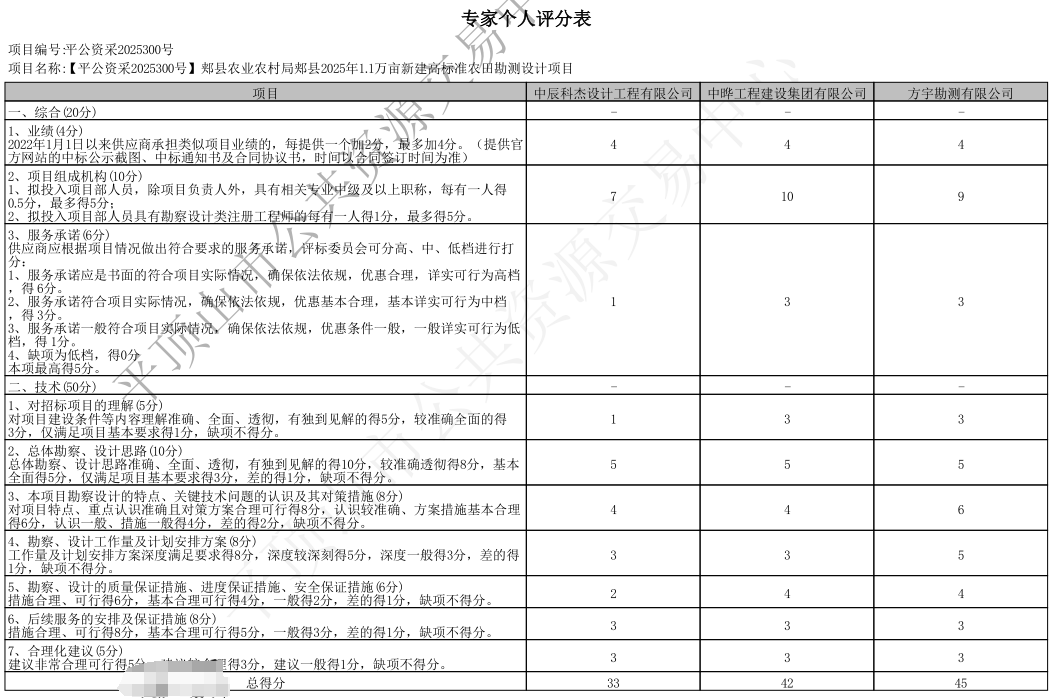 专家个人评分表
项目编号:平公资采2025300号
项目名称:【平公资采2025300号】郏县农业农村局郏县2025年1.1万亩新建高标准农田勘测设计项目
项目 中辰科杰设计工程有限公司 中晔工程建设集团有限公司 方宇勘测有限公司
一、综合(20分) - - -
1、业绩(4分)
2022年1月1日以来供应商承担类似项目业绩的，每提供一个加2分，最多加4分。（提供官
方网站的中标公示截图、中标通知书及合同协议书，时间以合同签订时间为准）
4 4 4
2、项目组成机构(10分)
1、拟投入项目部人员，除项目负责人外，具有相关专业中级及以上职称，每有一人得
0.5分，最多得5分；
2、拟投入项目部人员具有勘察设计类注册工程师的每有一人得1分，最多得5分。
7 10 9
3、服务承诺(6分)
供应商应根据项目情况做出符合要求的服务承诺，评标委员会可分高、中、低档进行打
分：
1、服务承诺应是书面的符合项目实际情况，确保依法依规，优惠合理，详实可行为高档
，得 6分。
2、服务承诺符合项目实际情况，确保依法依规，优惠基本合理，基本详实可行为中档
，得 3分。
3、服务承诺一般符合项目实际情况，确保依法依规，优惠条件一般，一般详实可行为低
档，得 1分。
4、缺项为低档，得0分
本项最高得5分。
1 3 3
二、技术(50分) - - -
1、对招标项目的理解(5分)
对项目建设条件等内容理解准确、全面、透彻，有独到见解的得5分，较准确全面的得
3分，仅满足项目基本要求得1分，缺项不得分。
1 3 3
2、总体勘察、设计思路(10分)
总体勘察、设计思路准确、全面、透彻，有独到见解的得10分，较准确透彻得8分，基本
全面得5分，仅满足项目基本要求得3分，差的得1分，缺项不得分。
5 5 5
3、本项目勘察设计的特点、关键技术问题的认识及其对策措施(8分)
对项目特点、重点认识准确且对策方案合理可行得8分，认识较准确、方案措施基本合理
得6分，认识一般、措施一般得4分，差的得2分，缺项不得分。
4 4 6
4、勘察、设计工作量及计划安排方案(8分)
工作量及计划安排方案深度满足要求得8分，深度较深刻得5分，深度一般得3分，差的得
1分，缺项不得分。
3 3 5
5、勘察、设计的质量保证措施、进度保证措施、安全保证措施(6分)
措施合理、可行得6分，基本合理可行得4分，一般得2分，差的得1分，缺项不得分。
2 4 4
6、后续服务的安排及保证措施(8分)
措施合理、可行得8分，基本合理可行得5分，一般得3分，差的得1分，缺项不得分。
3 3 3
7、合理化建议(5分)
建议非常合理可行得5分，建议较合理得3分，建议一般得1分，缺项不得分。
3 3 3
总得分 33 42 45
平顶山市公共资源交易中心
平顶山市公共资源交易中心